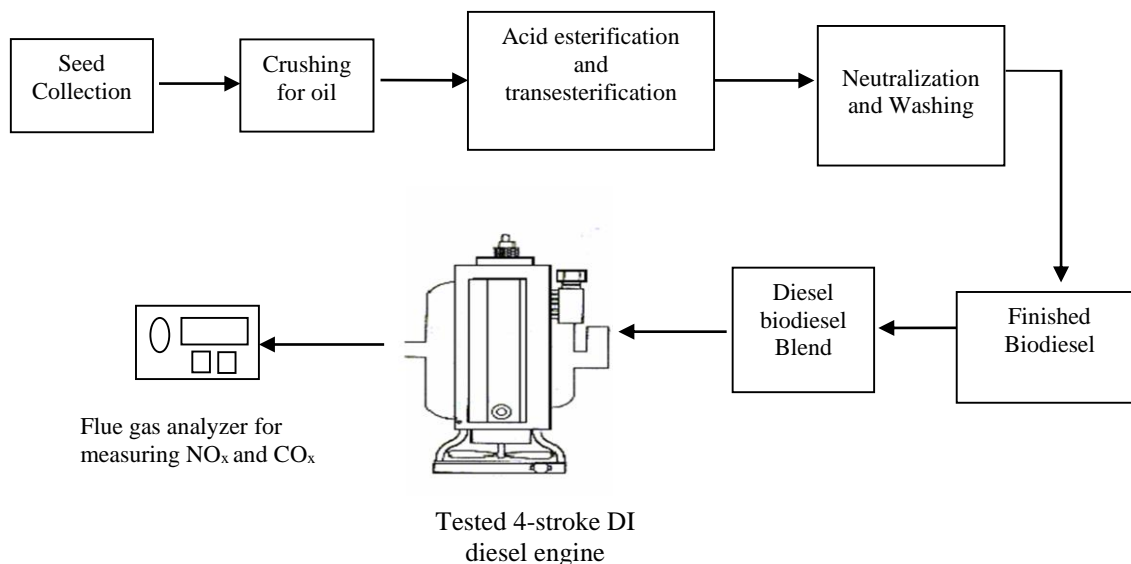 Seed
Collection
Crushing
for oil
Acid esterification
and
transesterification
Neutralization
and Washing
Finished
Biodiesel
Diesel
biodiesel
Blend
Tested 4-stroke DI
diesel engine
Flue gas analyzer for
measuring NOₓ and COₓ